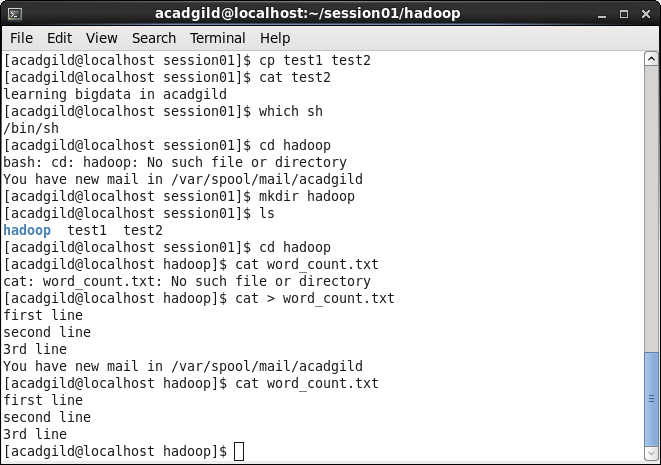 acadgild@localhost:~/session01/hadoop
File Edit View Search Terminal Help
[acadgild@localhost session01]$ cp test1 test2
[acadgild@localhost session01]$ cat test2
learning bigdata in acadgild
[acadgild@localhost session01]$ which sh
/bin/sh
[acadgild@localhost session01]$ cd hadoop
bash: cd: hadoop: No such file or directory
You have new mail in /var/spool/mail/acadgild
[acadgild@localhost session01]$ mkdir hadoop
[acadgild@localhost session01]$ ls
hadoop  test1  test2
[acadgild@localhost session01]$ cd hadoop
[acadgild@localhost hadoop]$ cat word_count.txt
cat: word_count.txt: No such file or directory
[acadgild@localhost hadoop]$ cat > word_count.txt
first line
second line
3rd line
You have new mail in /var/spool/mail/acadgild
[acadgild@localhost hadoop]$ cat word_count.txt
first line
second line
3rd line
[acadgild@localhost hadoop]$